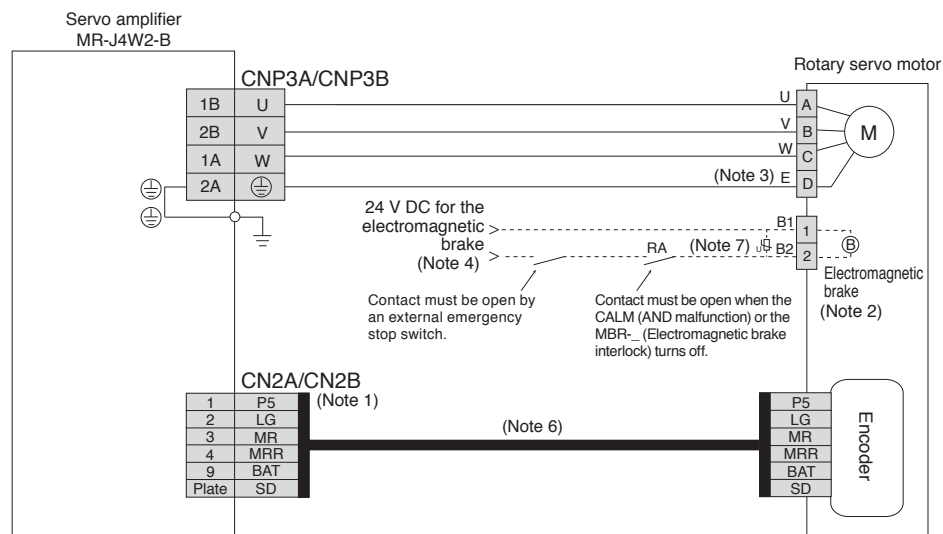 Servo amplifier
MR-J4W2-B
Rotary servo motor
CNP3A/CNP3B
1B U
2B V
1A W
2A
U A
V B
W C
(Note 3) E D
M
24 V DC for the
electromagnetic
brake
(Note 4)
RA
(Note 7)
U
B1 1
B2 2
B
Electromagnetic
brake
(Note 2)
Contact must be open by
an external emergency
stop switch.
Contact must be open when the
CALM (AND malfunction) or the
MBR-_ (Electromagnetic brake
interlock) turns off.
CN2A/CN2B
(Note 1)
1 P5
2 LG
3 MR
4 MRR
9 BAT
Plate SD
(Note 6)
P5
LG
MR
MRR
BAT
SD
Encoder